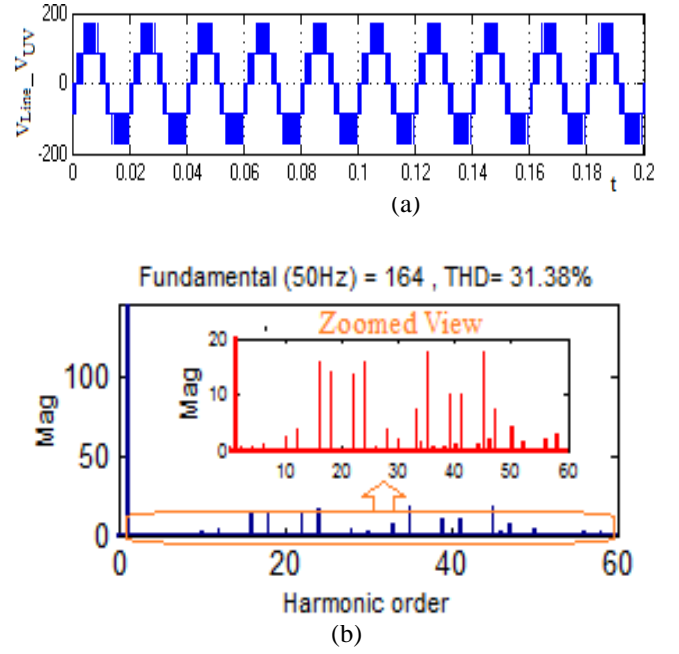 V_Line_ V_UV
200
0
-200
0 0.02 0.04 0.06 0.08 0.1 0.12 0.14 0.16 0.18 0.2
t
(a)
Fundamental (50Hz) = 164 , THD= 31.38%
Zoomed View
Mag
20
10
0
10 20 30 40 50 60
Mag
100
50
0
0 20 40 60
Harmonic order
(b)